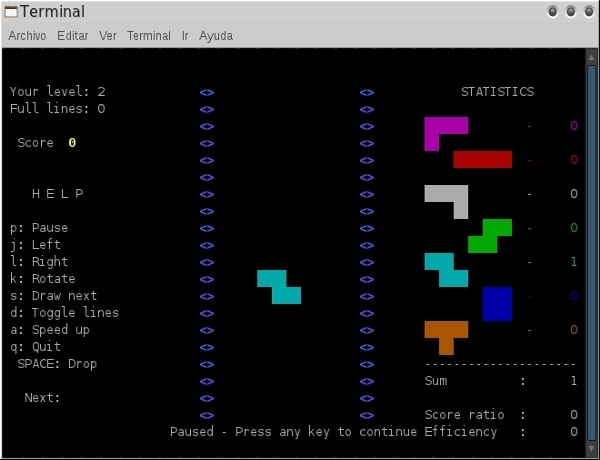 Terminal
Archivo Editar Ver Terminal Ir Ayuda
Your level: 2 <> <> STATISTICS
Full lines: 0 <> <>
<> <> - 0
Score 0 <> <>
<> <> - 0
<> <>
H E L P <> <> - 0
<> <>
p: Pause <> <> - 0
j: Left <> <>
l: Right <> <> - 1
k: Rotate <> <>
s: Draw next <> <> - 0
d: Toggle lines <> <>
a: Speed up <> <> - 0
q: Quit <> <>
SPACE: Drop <> <> ---------------------
<> <> Sum : 1
Next: <> <>
<> <> Score ratio : 0
Paused - Press any key to continue Efficiency : 0